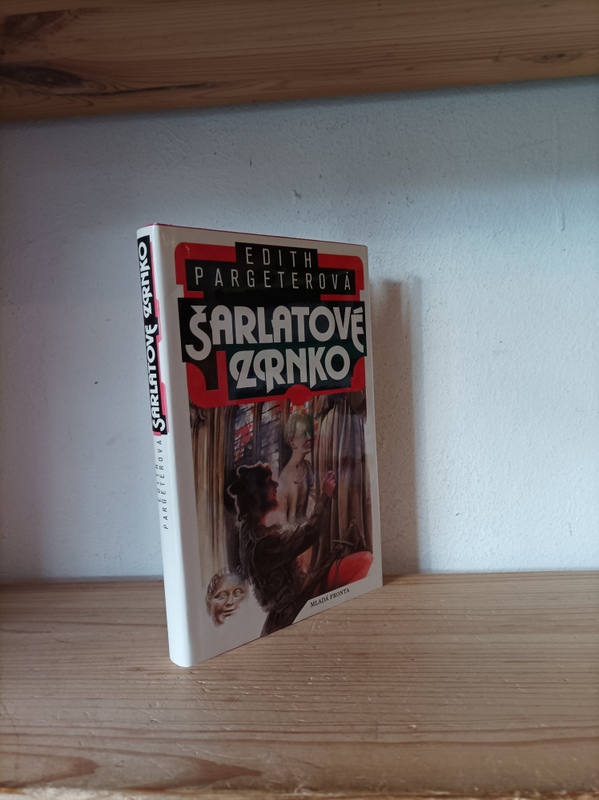 EDITH
PARGETEROVÁ
ŠARLATOVÉ
ZRNKO
MLADÁ FRONTA
ŠARLATOVÉ ZRNKO
EDITH
PARGETEROVÁ